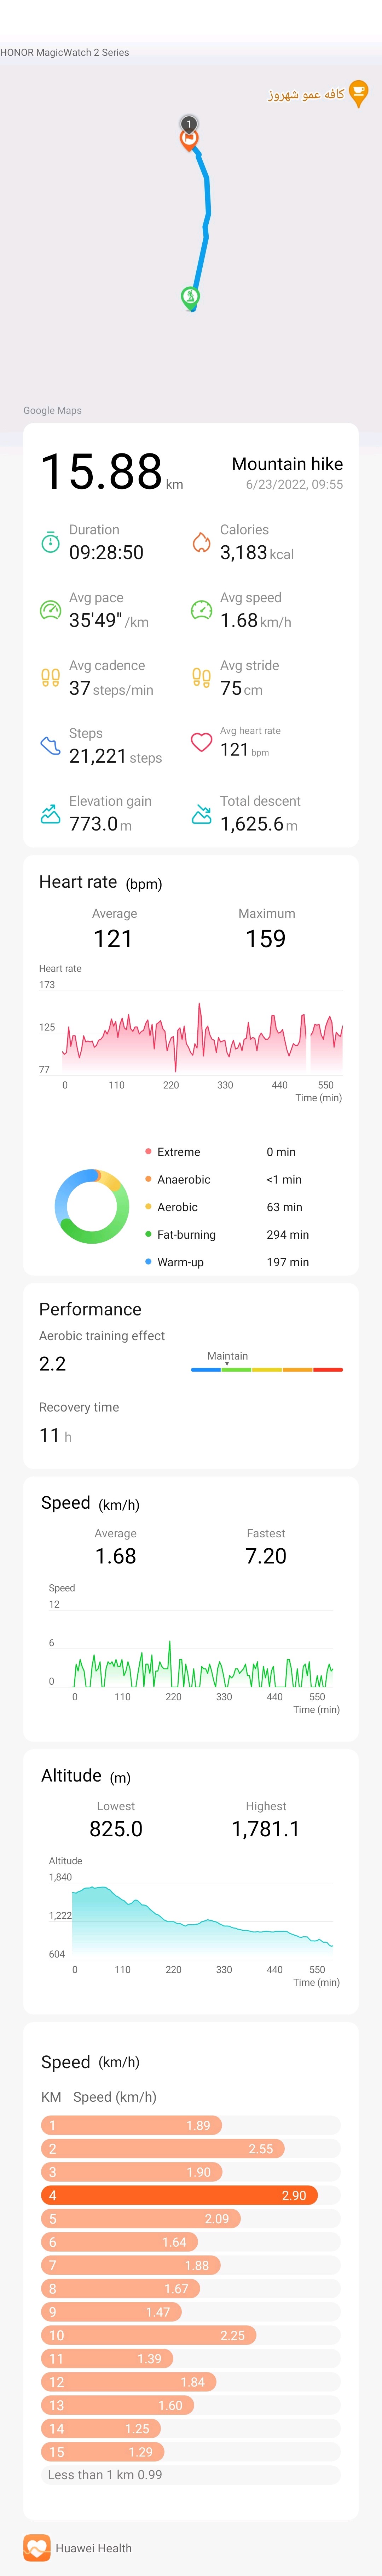 HONOR MagicWatch 2 Series
کافه عمو شهروز
1
Google Maps
15.88 km
Mountain hike
6/23/2022, 09:55
Duration Calories
09:28:50 3,183 kcal
Avg pace Avg speed
35'49" /km 1.68 km/h
Avg cadence Avg stride
37 steps/min 75 cm
Steps Avg heart rate
21,221 steps 121 bpm
Elevation gain Total descent
773.0 m 1,625.6 m
Heart rate (bpm)
Average Maximum
121 159
Heart rate
173
125
77
0 110 220 330 440 550
Time (min)
Extreme 0 min
Anaerobic <1 min
Aerobic 63 min
Fat-burning 294 min
Warm-up 197 min
Performance
Aerobic training effect
2.2
Maintain
Recovery time
11 h
Speed (km/h)
Average Fastest
1.68 7.20
Speed
12
6
0
0 110 220 330 440 550
Time (min)
Altitude (m)
Lowest Highest
825.0 1,781.1
Altitude
1,840
1,222
604
0 110 220 330 440 550
Time (min)
Speed (km/h)
KM Speed (km/h)
1 1.89
2 2.55
3 1.90
4 2.90
5 2.09
6 1.64
7 1.88
8 1.67
9 1.47
10 2.25
11 1.39
12 1.84
13 1.60
14 1.25
15 1.29
Less than 1 km 0.99
Huawei Health